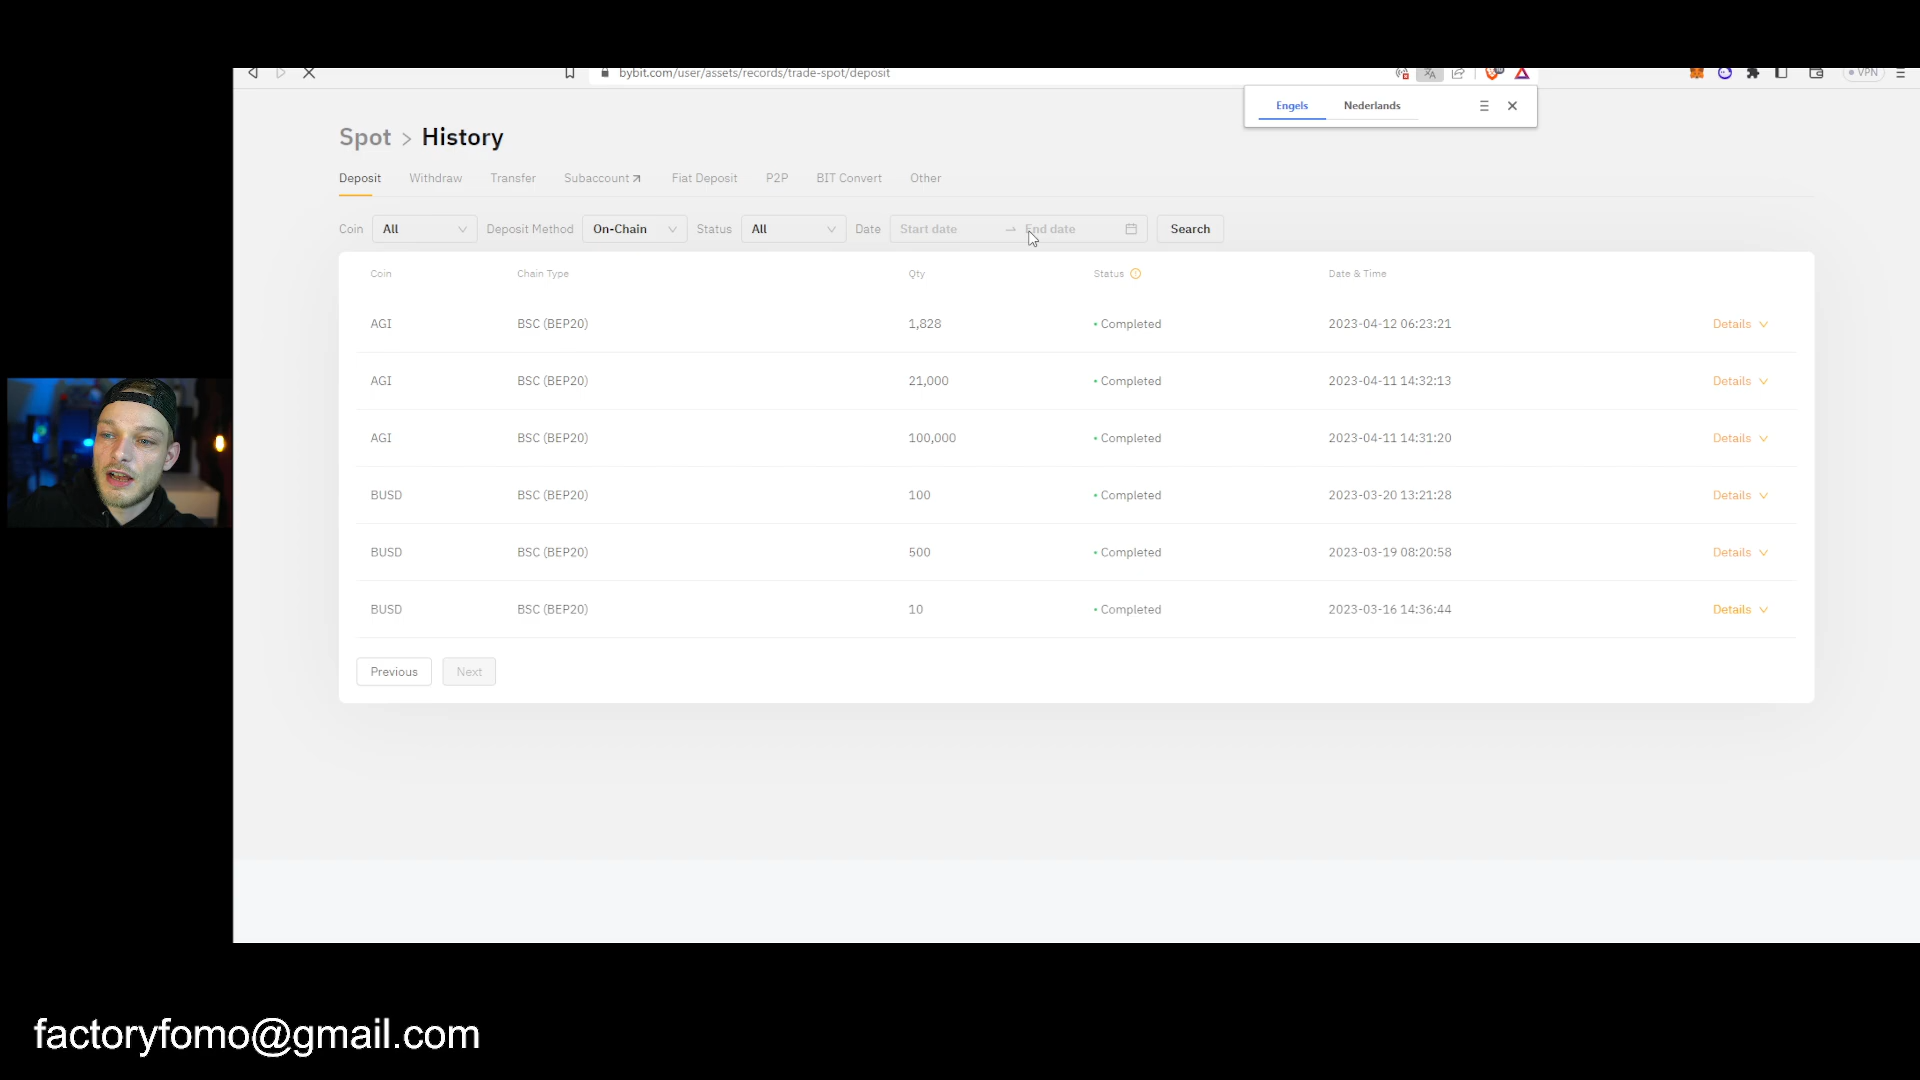 bybit.com/user/assets/records/trade-spot/deposit
VPN
Engels Nederlands
Spot > History
Deposit Withdraw Transfer Subaccount Fiat Deposit P2P BIT Convert Other
Coin All Deposit Method On-Chain Status All Date Start date End date Search
Coin Chain Type Qty Status Date & Time
AGI BSC (BEP20) 1,828 Completed 2023-04-12 06:23:21 Details
AGI BSC (BEP20) 21,000 Completed 2023-04-11 14:32:13 Details
AGI BSC (BEP20) 100,000 Completed 2023-04-11 14:31:20 Details
BUSD BSC (BEP20) 100 Completed 2023-03-20 13:21:28 Details
BUSD BSC (BEP20) 500 Completed 2023-03-19 08:20:58 Details
BUSD BSC (BEP20) 10 Completed 2023-03-16 14:36:44 Details
Previous Next
factoryfomo@gmail.com